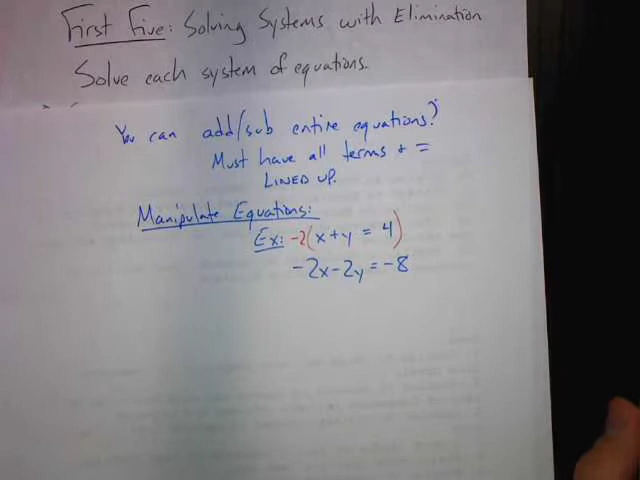 First Five: Solving Systems with Elimination
Solve each system of equations.
You can add/sub entire equations?
Must have all terms + =
LINED UP.
Manipulate Equations:
Ex: -2(x+y = 4)
-2x-2y=-8